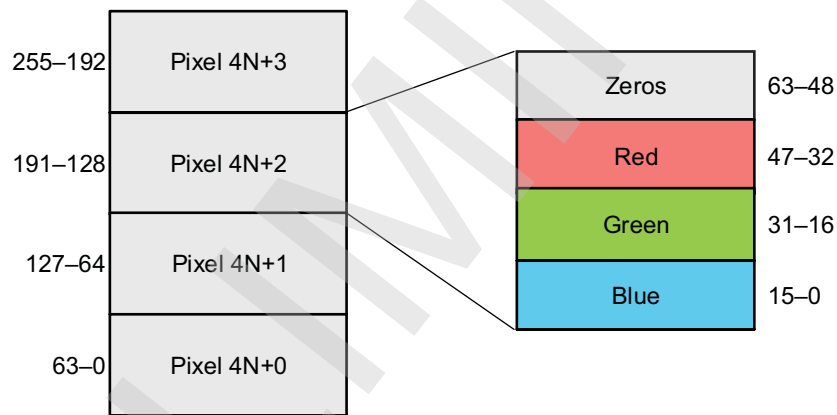 255–192 Pixel 4N+3
191–128 Pixel 4N+2
127–64 Pixel 4N+1
63–0 Pixel 4N+0
Zeros 63–48
Red 47–32
Green 31–16
Blue 15–0